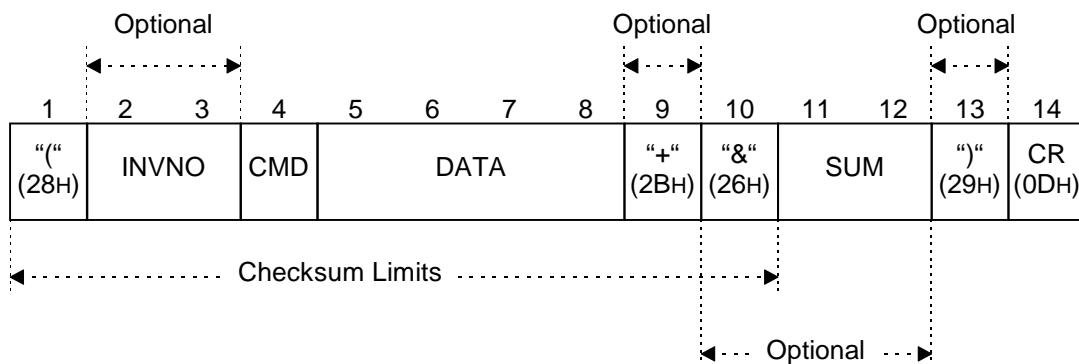 Optional Optional Optional
1 2 3 4 5 6 7 8 9 10 11 12 13 14
“(“ INVNO CMD DATA “+“ “&“ SUM ”)“ CR
(28H) (2BH) (26H) (29H) (0DH)
Checksum Limits
Optional